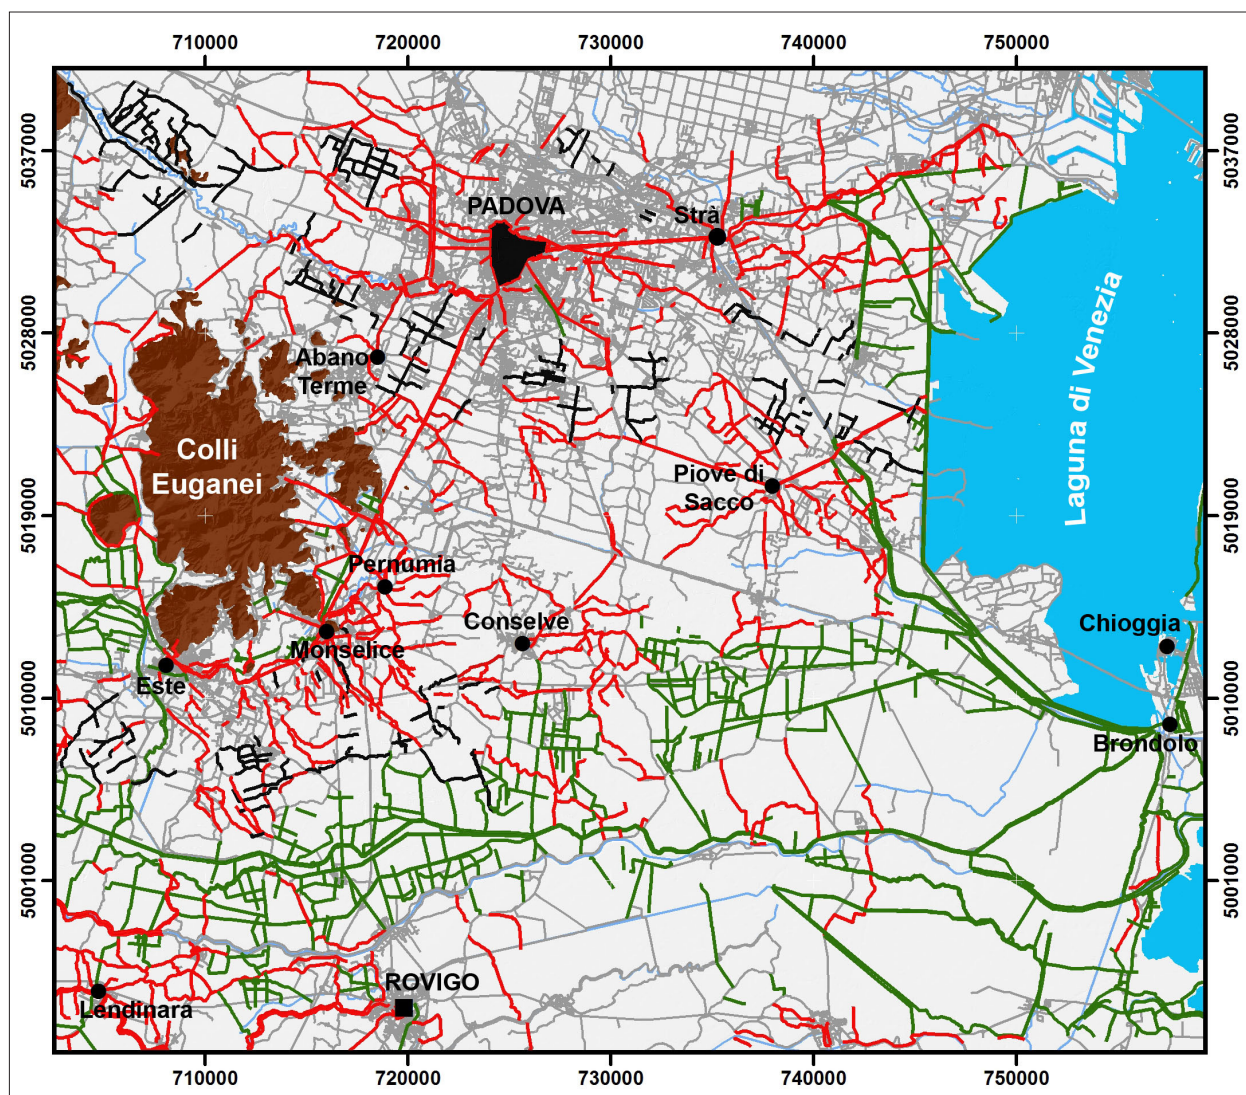 710000 720000 730000 740000 750000
5037000
5037000
PADOVA
Strà
5028000
5028000
Abano
Terme
Laguna di Venezia
Colli
Euganei
Piove di
Sacco
5019000
5019000
Pernumia
Conselve
Chioggia
Monselice
Este
5010000
5010000
Brondolo
5001000
5001000
ROVIGO
Lendinara
710000 720000 730000 740000 750000